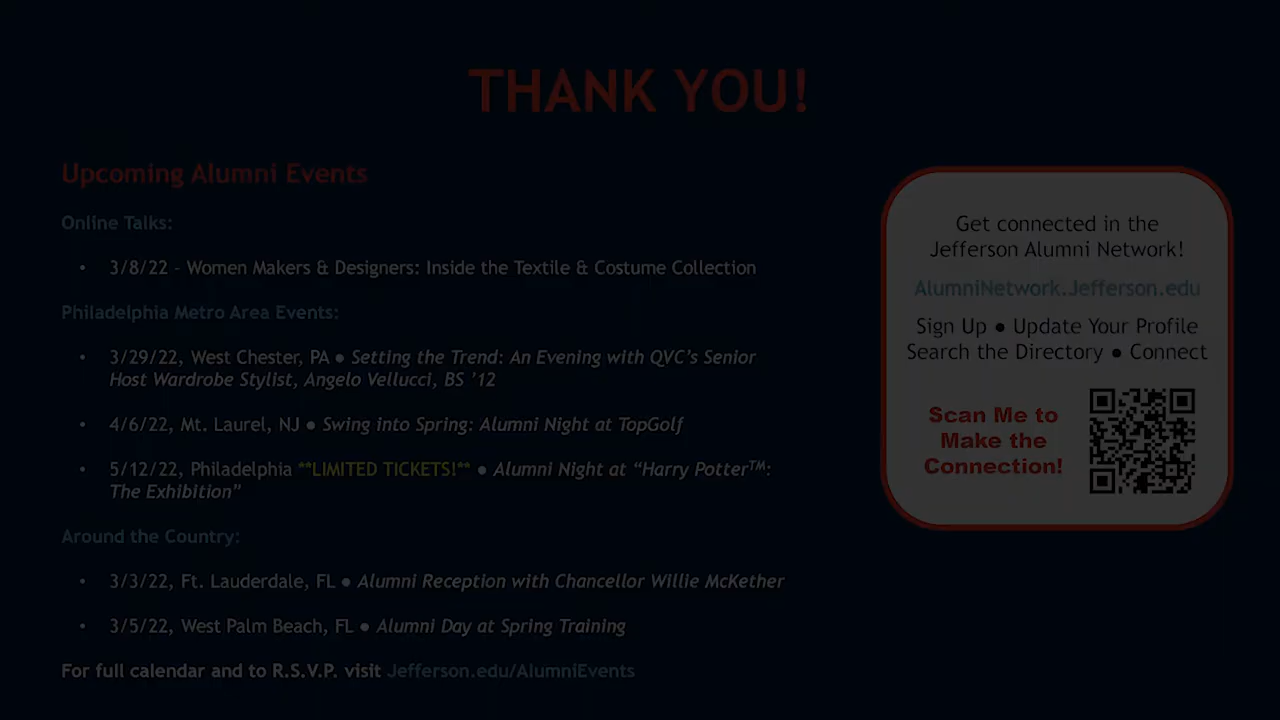 THANK YOU!
Upcoming Alumni Events
Online Talks:
• 3/8/22 - Women Makers & Designers: Inside the Textile & Costume Collection
Philadelphia Metro Area Events:
• 3/29/22, West Chester, PA ● Setting the Trend: An Evening with QVC's Senior
Host Wardrobe Stylist, Angelo Vellucci, BS '12
• 4/6/22, Mt. Laurel, NJ ● Swing into Spring: Alumni Night at TopGolf
• 5/12/22, Philadelphia **LIMITED TICKETS!** ● Alumni Night at “Harry Potter™:
The Exhibition”
Around the Country:
• 3/3/22, Ft. Lauderdale, FL ● Alumni Reception with Chancellor Willie McKether
• 3/5/22, West Palm Beach, FL ● Alumni Day at Spring Training
For full calendar and to R.S.V.P. visit Jefferson.edu/AlumniEvents
Get connected in the
Jefferson Alumni Network!
AlumniNetwork.Jefferson.edu
Sign Up ● Update Your Profile
Search the Directory ● Connect
Scan Me to
Make the
Connection!